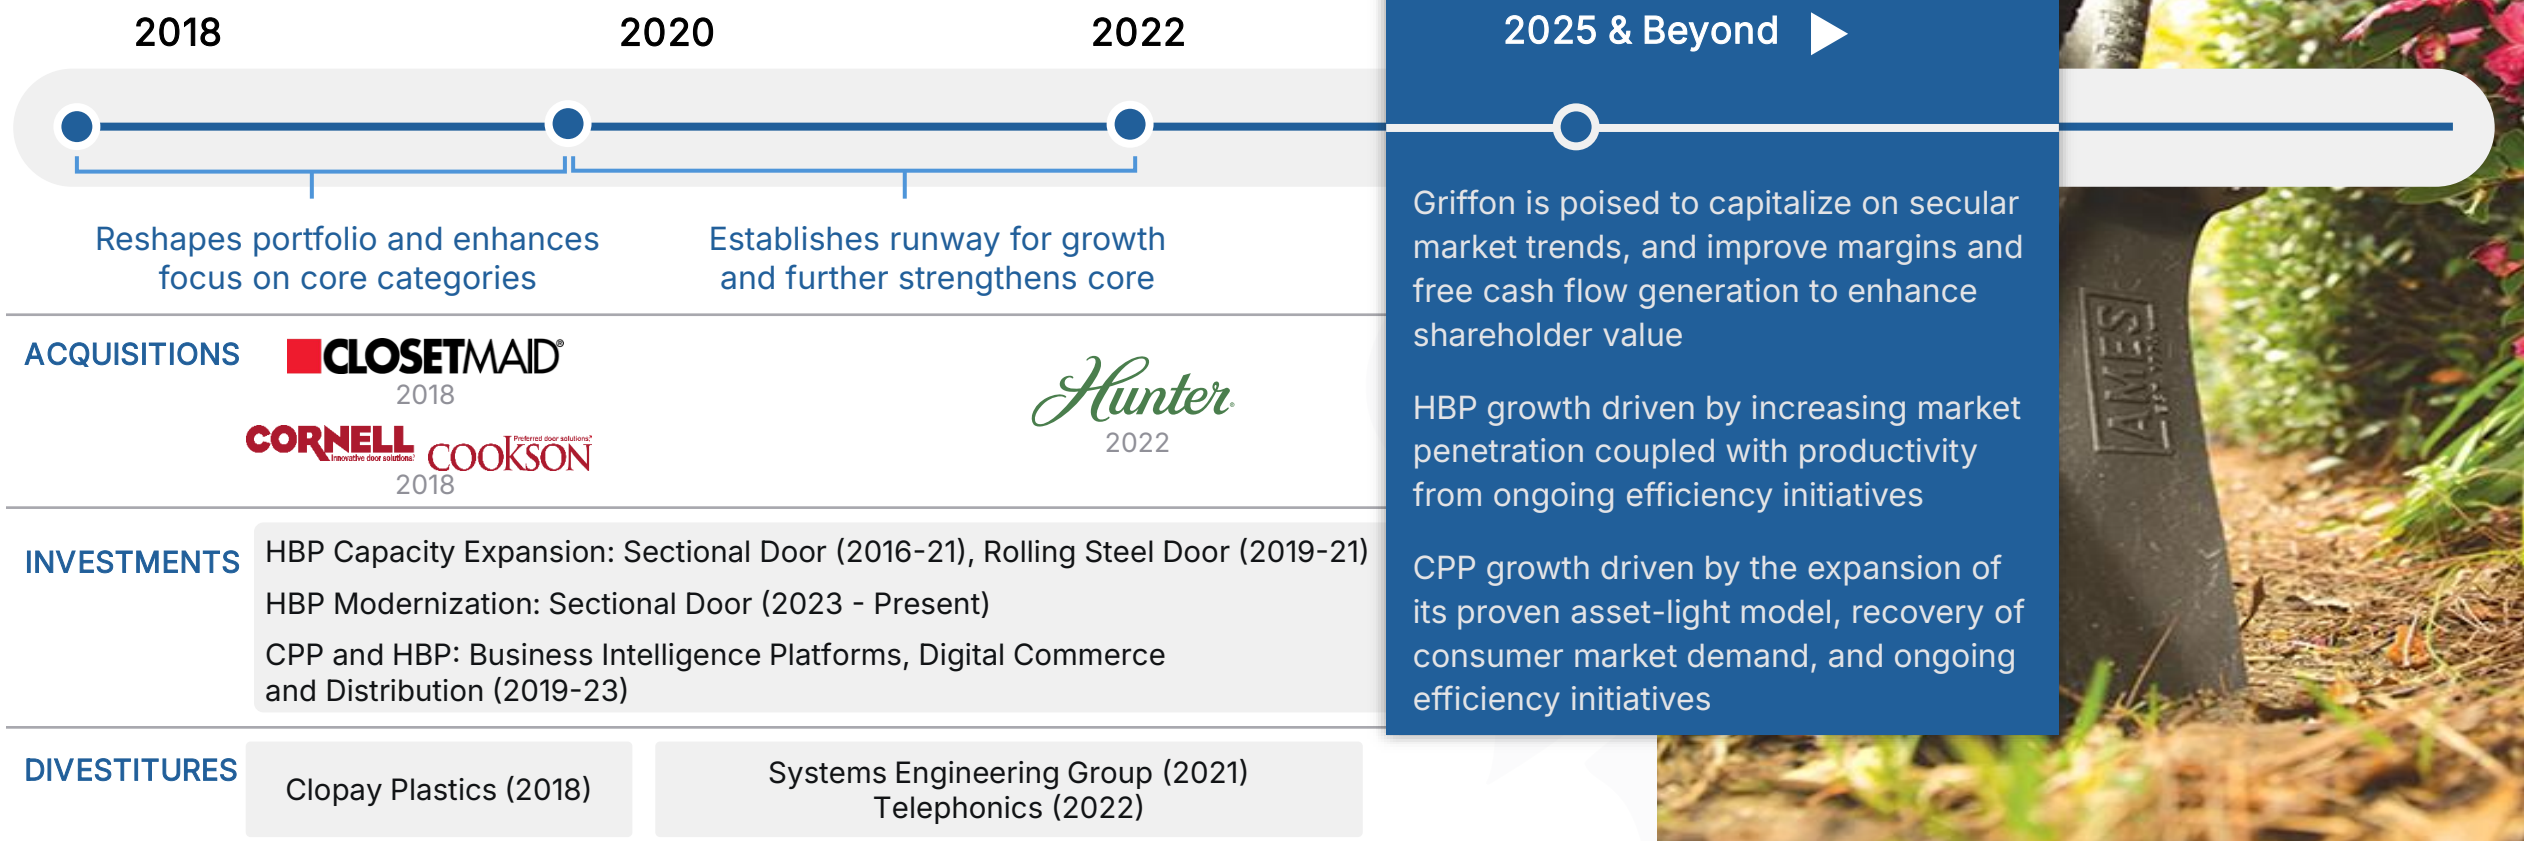 2018
2020
2022
2025 & Beyond
Reshapes portfolio and enhances
focus on core categories
Establishes runway for growth
and further strengthens core
Griffon is poised to capitalize on secular
market trends, and improve margins and
free cash flow generation to enhance
shareholder value
HBP growth driven by increasing market
penetration coupled with productivity
from ongoing efficiency initiatives
CPP growth driven by the expansion of
its proven asset-light model, recovery of
consumer market demand, and ongoing
efficiency initiatives
ACQUISITIONS
CLOSETMAID®
2018
CORNELL
Innovative door solutions.
Preferred door solutions.
COOKSON
2018
Hunter
2022
INVESTMENTS
HBP Capacity Expansion: Sectional Door (2016-21), Rolling Steel Door (2019-21)
HBP Modernization: Sectional Door (2023 - Present)
CPP and HBP: Business Intelligence Platforms, Digital Commerce
and Distribution (2019-23)
DIVESTITURES
Clopay Plastics (2018)
Systems Engineering Group (2021)
Telephonics (2022)
AMES